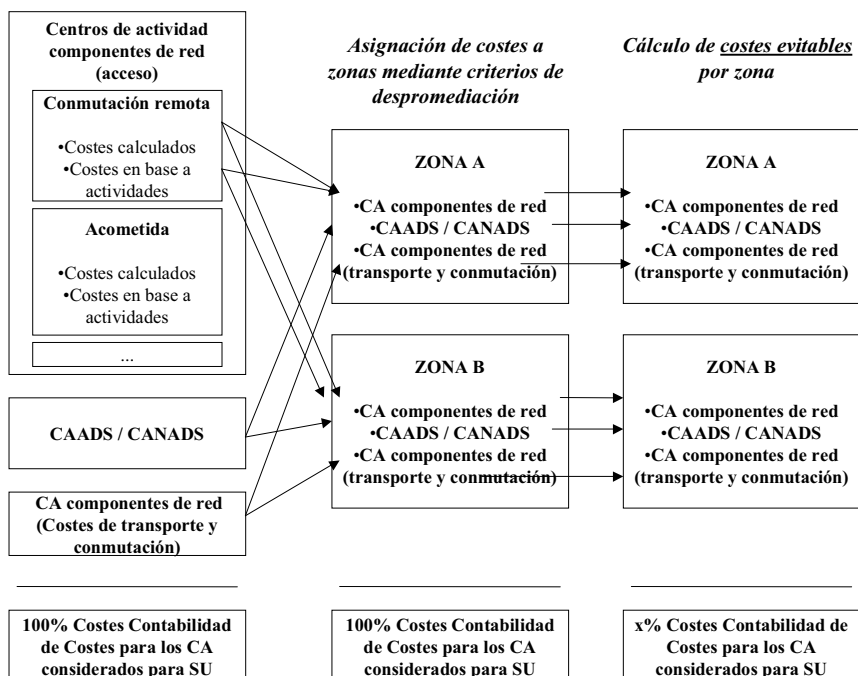 Centros de actividad
componentes de red
(acceso)
Conmutación remota
•Costes calculados
•Costes en base a
actividades
Acometida
•Costes calculados
•Costes en base a
actividades
...
CAADS / CANADS
CA componentes de red
(Costes de transporte y
conmutación)
100% Costes Contabilidad
de Costes para los CA
considerados para SU
Asignación de costes a
zonas mediante criterios de
despromediación
ZONA A
•CA componentes de red
•CAADS / CANADS
•CA componentes de red
(transporte y conmutación)
ZONA B
•CA componentes de red
•CAADS / CANADS
•CA componentes de red
(transporte y conmutación)
100% Costes Contabilidad
de Costes para los CA
considerados para SU
Cálculo de costes evitables
por zona
ZONA A
•CA componentes de red
•CAADS / CANADS
•CA componentes de red
(transporte y conmutación)
ZONA B
•CA componentes de red
•CAADS / CANADS
•CA componentes de red
(transporte y conmutación)
x% Costes Contabilidad de
Costes para los CA
considerados para SU